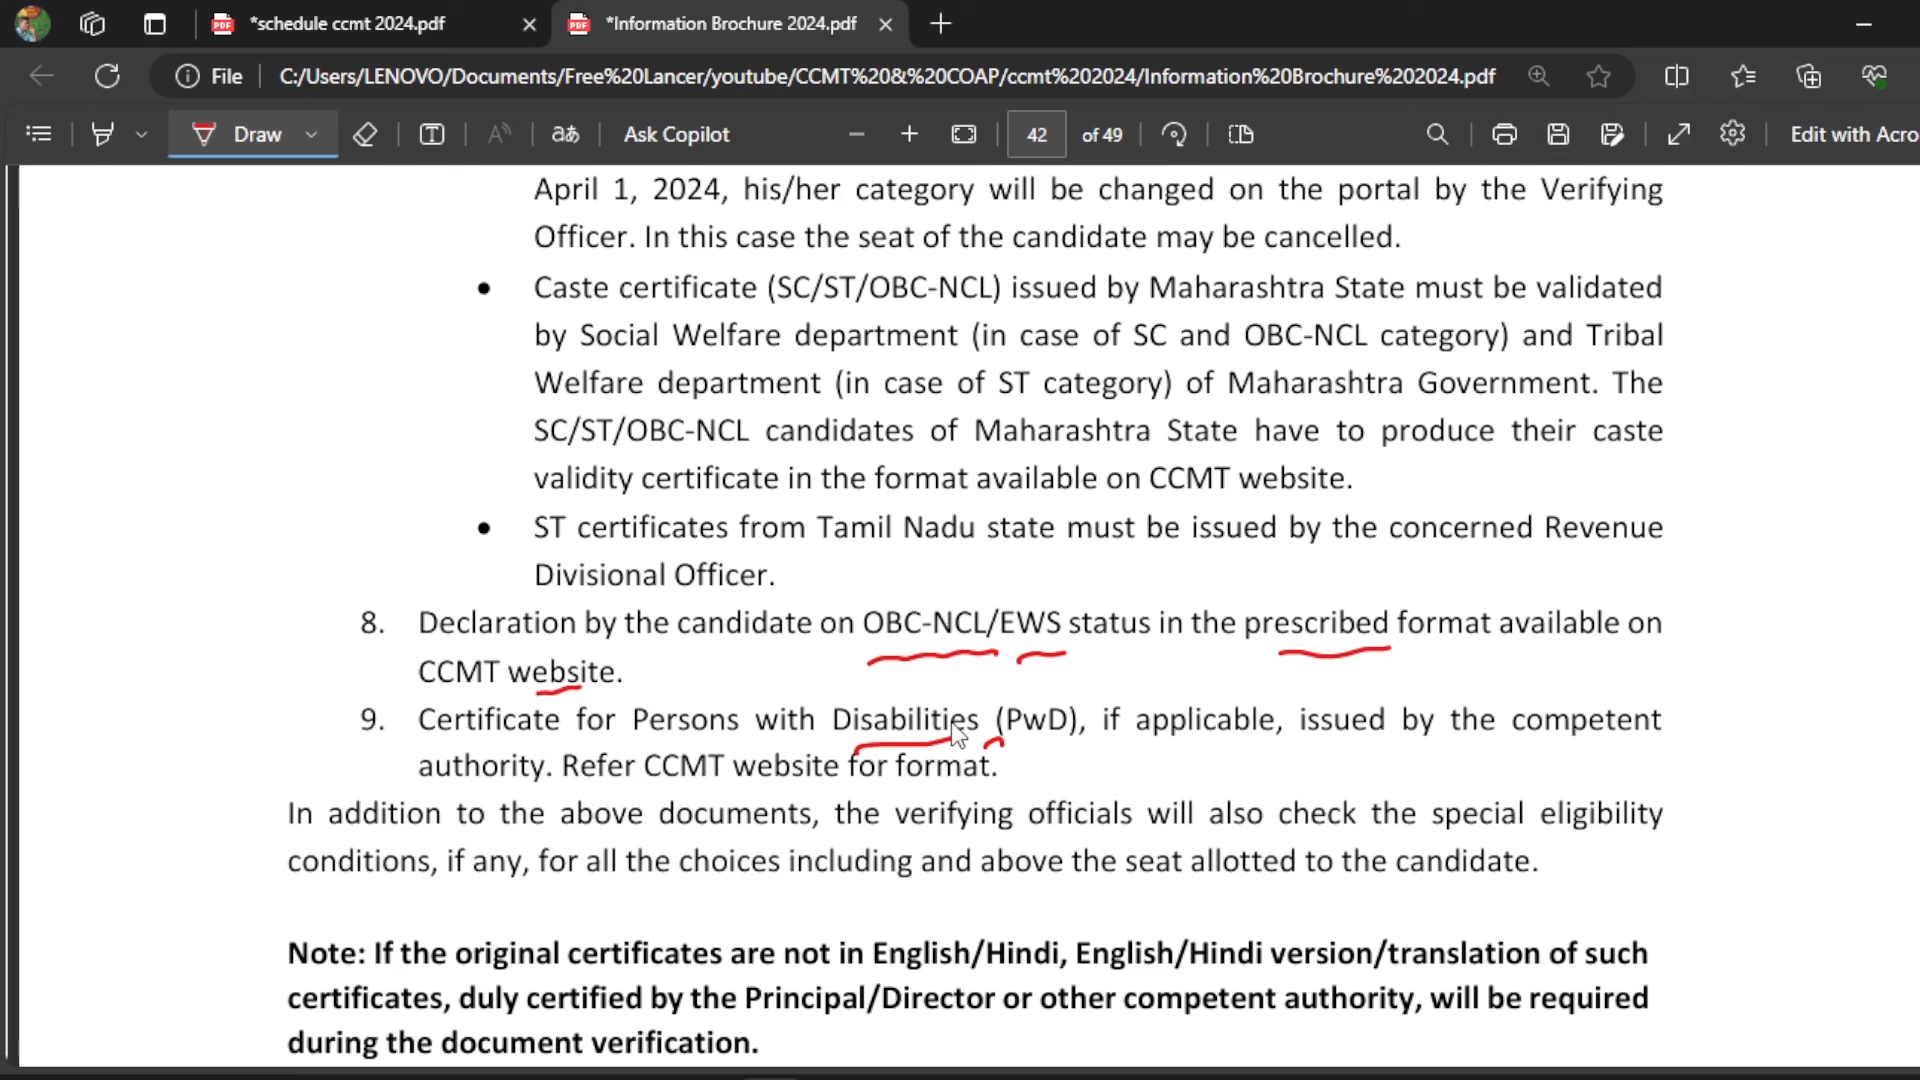 *schedule ccmt 2024.pdf
*Information Brochure 2024.pdf
File
C:/Users/LENOVO/Documents/Free%20Lancer/youtube/CCMT%20&%20COAP/ccmt%202024/Information%20Brochure%202024.pdf
Draw
aあ
Ask Copilot
42 of 49
Edit with Acro
April 1, 2024, his/her category will be changed on the portal by the Verifying
Officer. In this case the seat of the candidate may be cancelled.
• Caste certificate (SC/ST/OBC-NCL) issued by Maharashtra State must be validated
by Social Welfare department (in case of SC and OBC-NCL category) and Tribal
Welfare department (in case of ST category) of Maharashtra Government. The
SC/ST/OBC-NCL candidates of Maharashtra State have to produce their caste
validity certificate in the format available on CCMT website.
• ST certificates from Tamil Nadu state must be issued by the concerned Revenue
Divisional Officer.
8. Declaration by the candidate on OBC-NCL/EWS status in the prescribed format available on
CCMT website.
9. Certificate for Persons with Disabilities (PwD), if applicable, issued by the competent
authority. Refer CCMT website for format.
In addition to the above documents, the verifying officials will also check the special eligibility
conditions, if any, for all the choices including and above the seat allotted to the candidate.
Note: If the original certificates are not in English/Hindi, English/Hindi version/translation of such
certificates, duly certified by the Principal/Director or other competent authority, will be required
during the document verification.